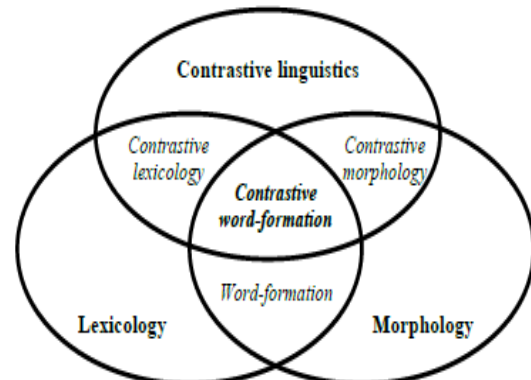 Contrastive linguistics
Contrastive
lexicology
Contrastive
morphology
Contrastive
word-formation
Word-formation
Lexicology
Morphology